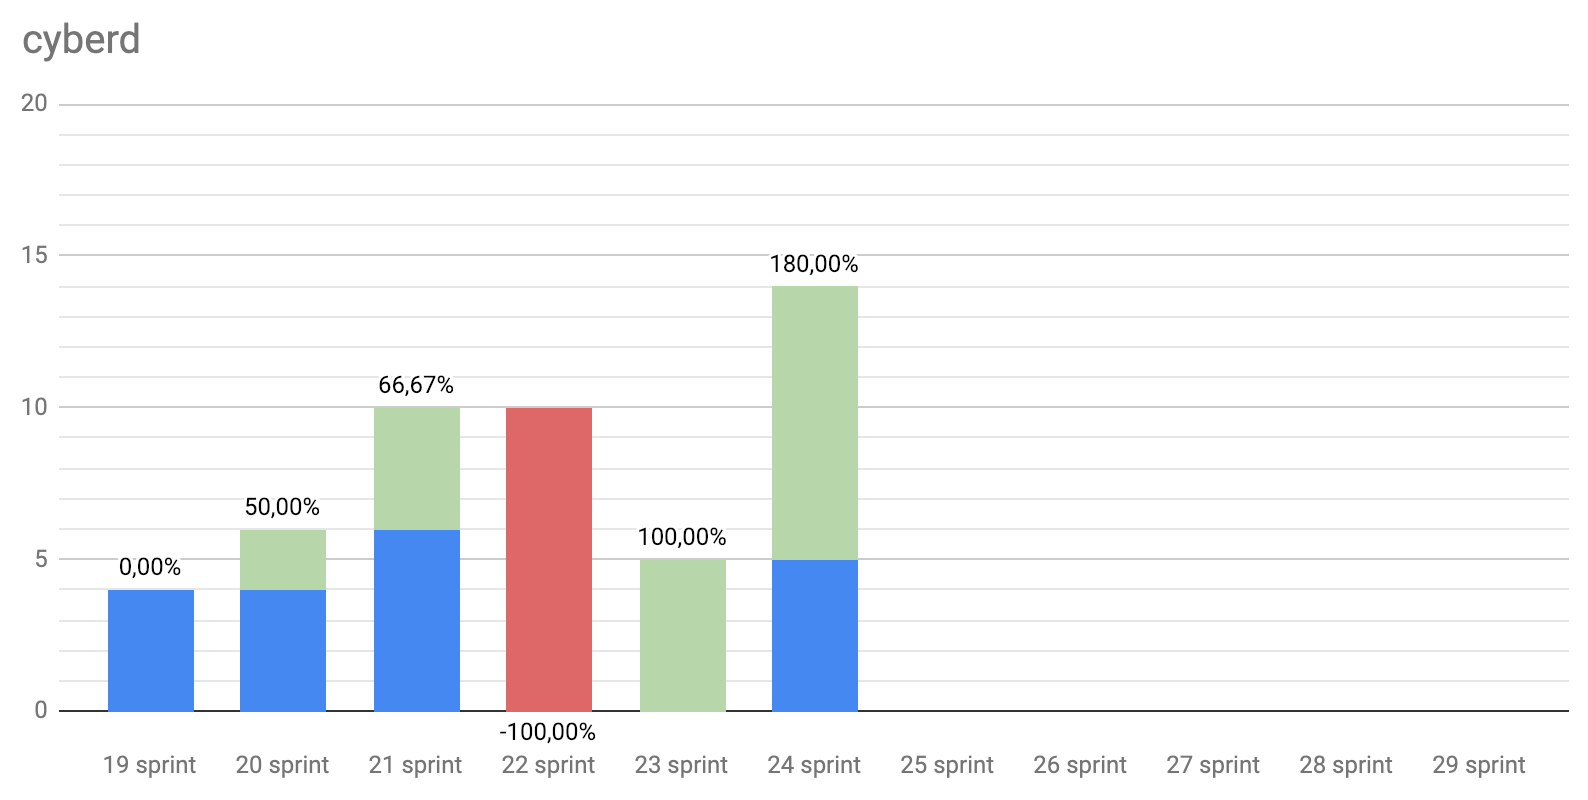 cyberd
20
15
10
5
0
0,00%
50,00%
66,67%
-100,00%
100,00%
180,00%
19 sprint
20 sprint
21 sprint
22 sprint
23 sprint
24 sprint
25 sprint
26 sprint
27 sprint
28 sprint
29 sprint